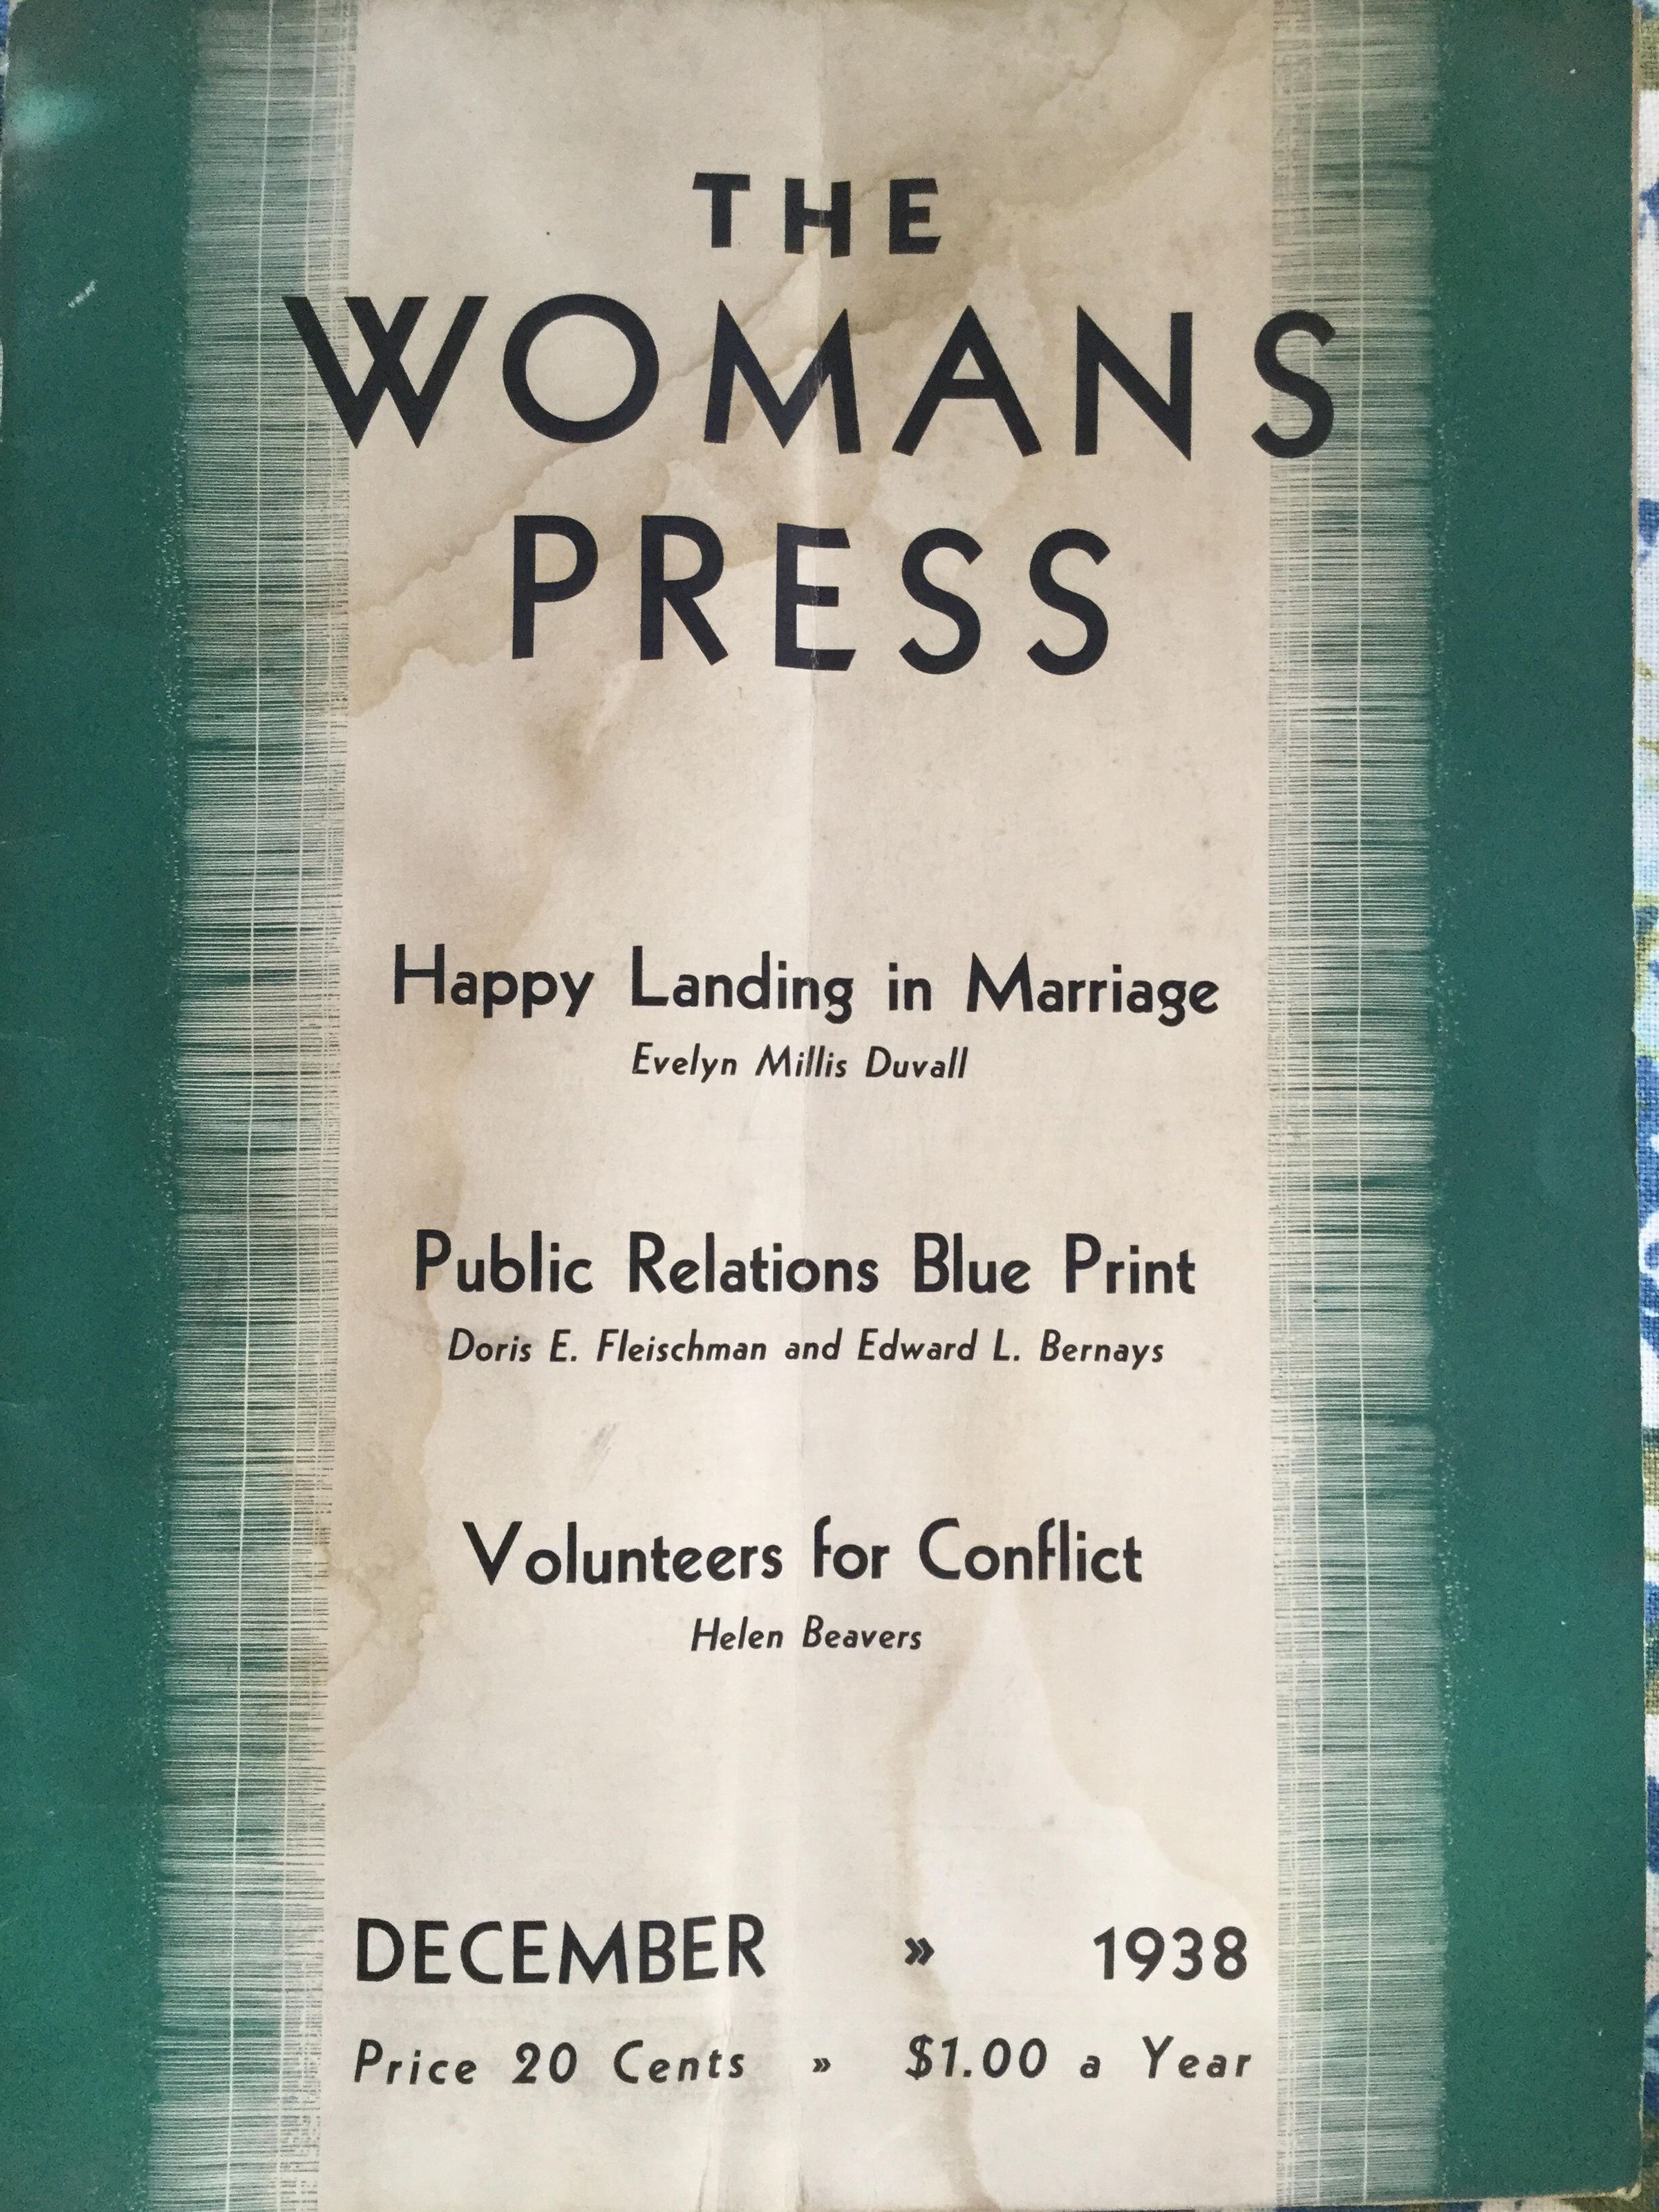 THE
WOMANS
PRESS
Happy Landing in Marriage
Evelyn Millis Duvall
Public Relations Blue Print
Doris E. Fleischman and Edward L. Bernays
Volunteers for Conflict
Helen Beavers
DECEMBER » 1938
Price 20 Cents » $1.00 a Year